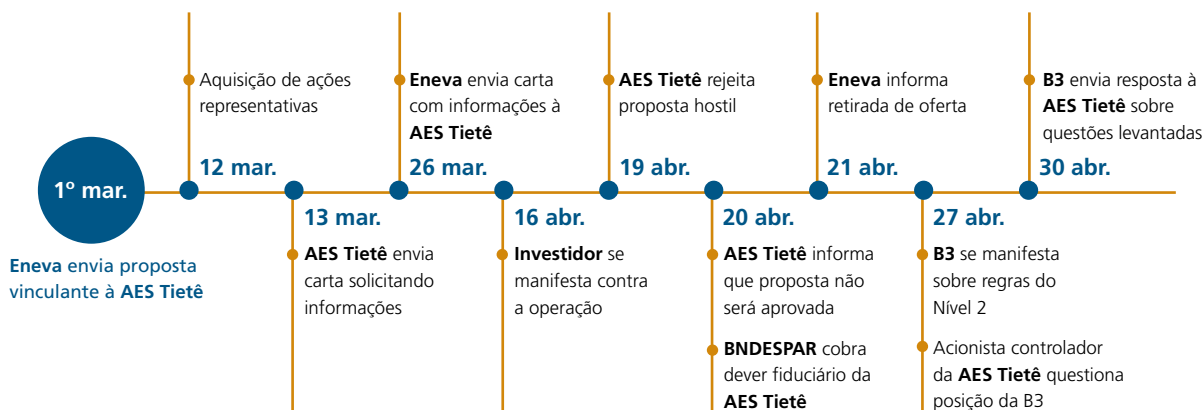 1º mar.
Eneva envia proposta
vinculante à AES Tietê
Aquisição de ações
representativas
12 mar.
13 mar.
AES Tietê envia
carta solicitando
informações
Eneva envia carta
com informações à
AES Tietê
26 mar.
16 abr.
Investidor se
manifesta contra
a operação
AES Tietê rejeita
proposta hostil
19 abr.
20 abr.
AES Tietê informa
que proposta não
será aprovada
BNDESPAR cobra
dever fiduciário da
AES Tietê
Eneva informa
retirada de oferta
21 abr.
27 abr.
B3 se manifesta
sobre regras do
Nível 2
Acionista controlador
da AES Tietê questiona
posição da B3
B3 envia resposta à
AES Tietê sobre
questões levantadas
30 abr.